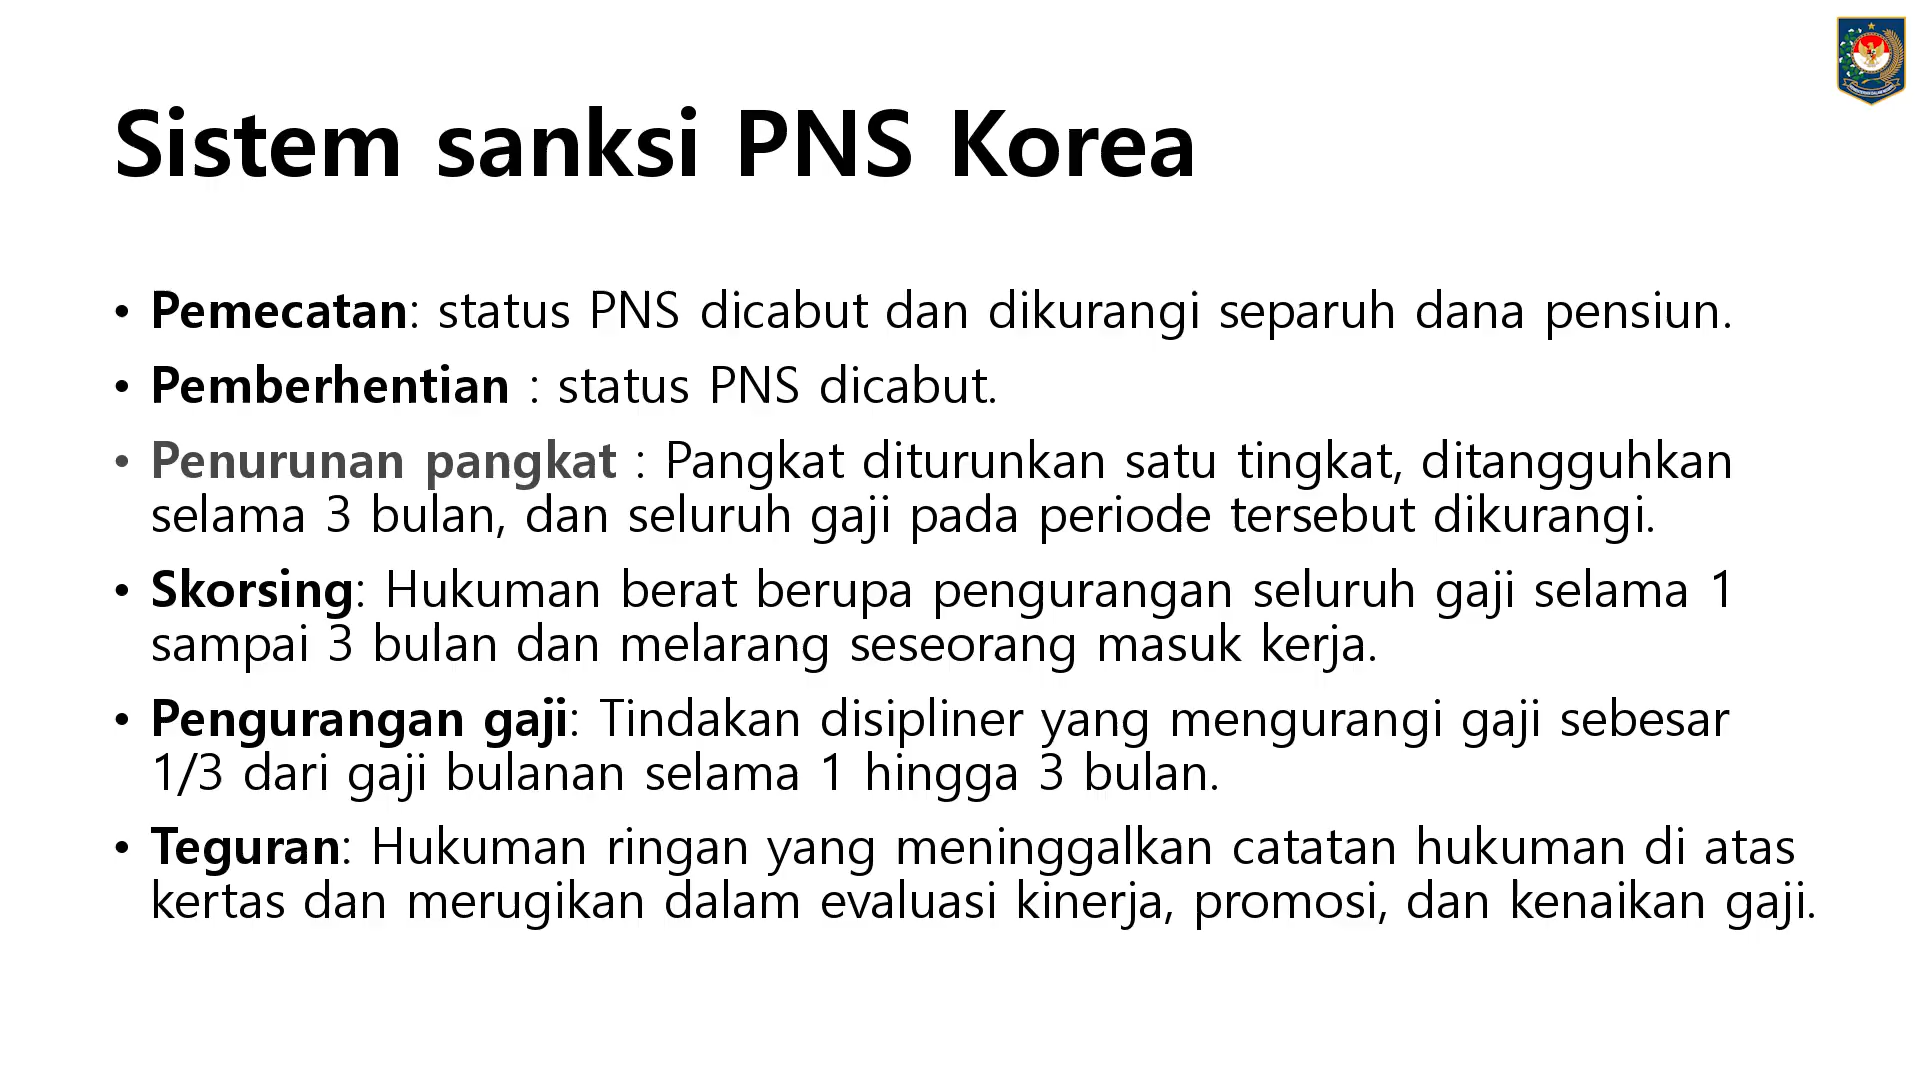 Sistem sanksi PNS Korea
• Pemecatan: status PNS dicabut dan dikurangi separuh dana pensiun.
• Pemberhentian : status PNS dicabut.
• Penurunan pangkat : Pangkat diturunkan satu tingkat, ditangguhkan
selama 3 bulan, dan seluruh gaji pada periode tersebut dikurangi.
• Skorsing: Hukuman berat berupa pengurangan seluruh gaji selama 1
sampai 3 bulan dan melarang seseorang masuk kerja.
• Pengurangan gaji: Tindakan disipliner yang mengurangi gaji sebesar
1/3 dari gaji bulanan selama 1 hingga 3 bulan.
• Teguran: Hukuman ringan yang meninggalkan catatan hukuman di atas
kertas dan merugikan dalam evaluasi kinerja, promosi, dan kenaikan gaji.